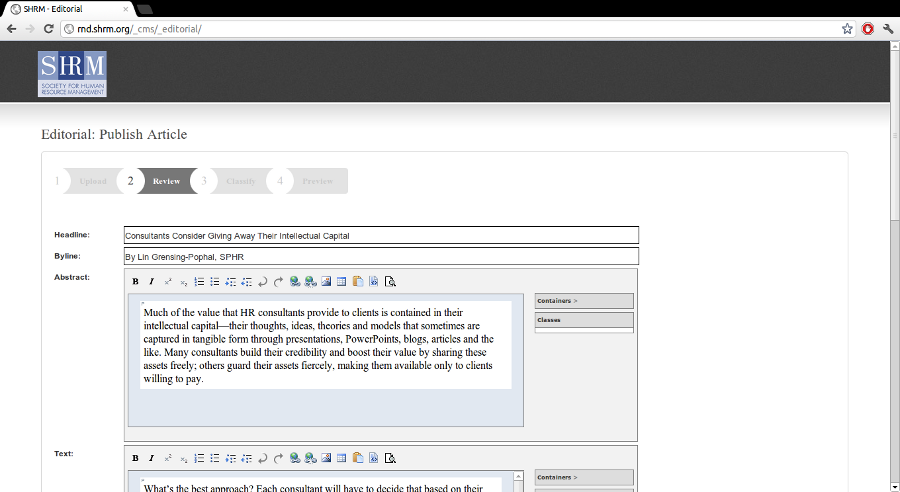 SHRM - Editorial
rnd.shrm.org/_cms/_editorial/
SHRM
SOCIETY FOR HUMAN
RESOURCE MANAGEMENT
Editorial: Publish Article
1 Upload 2 Review 3 Classify 4 Preview
Headline: Consultants Consider Giving Away Their Intellectual Capital
Byline: By Lin Grensing-Pophal, SPHR
Abstract:
B I x² x₂
Containers >
Classes
Much of the value that HR consultants provide to clients is contained in their
intellectual capital—their thoughts, ideas, theories and models that sometimes are
captured in tangible form through presentations, PowerPoints, blogs, articles and the
like. Many consultants build their credibility and boost their value by sharing these
assets freely; others guard their assets fiercely, making them available only to clients
willing to pay.
Text:
B I x² x₂
Containers >
What's the best approach? Each consultant will have to decide that based on their